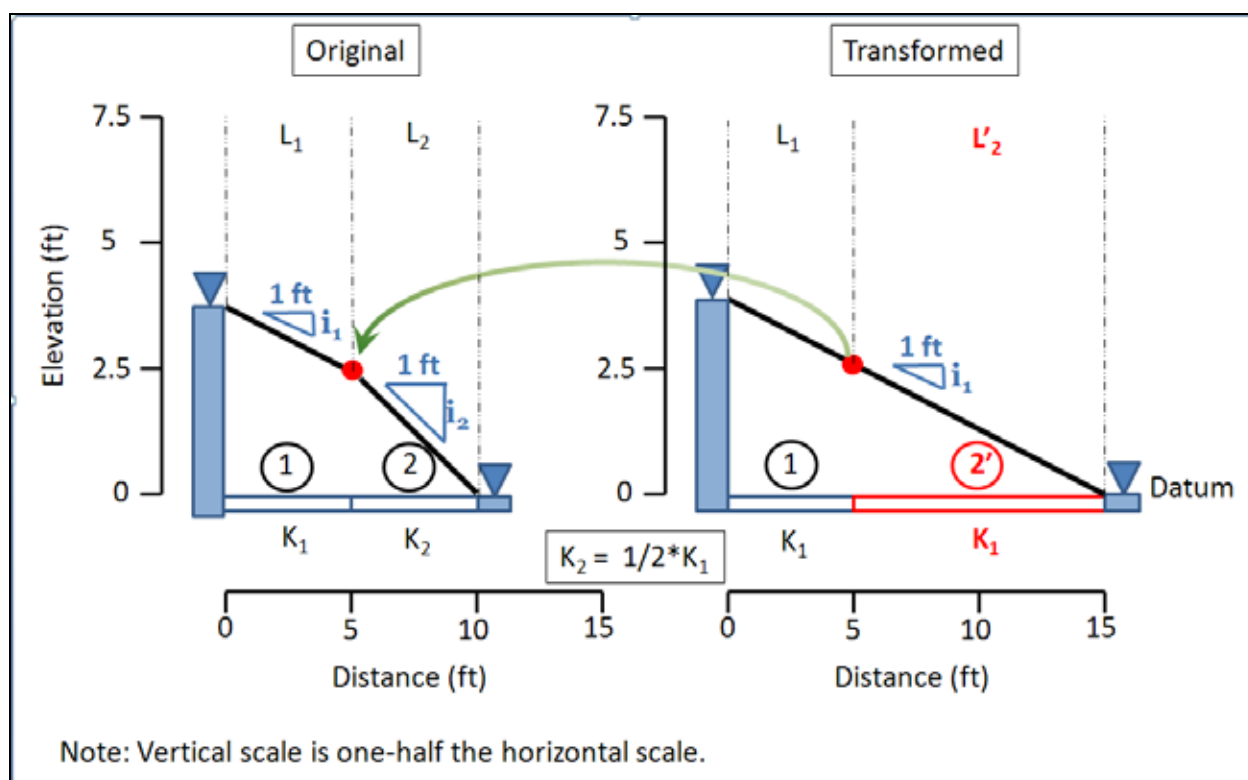 Original
Transformed
7.5
5
2.5
0
Elevation (ft)
L₁
L₂
1 ft
i₁
1 ft
i₂
1
2
K₁
K₂
0
5
10
15
Distance (ft)
K₂ = 1/2*K₁
7.5
5
2.5
0
L₁
L'₂
1 ft
i₁
1
2'
Datum
K₁
K₁
0
5
10
15
Distance (ft)
Note: Vertical scale is one-half the horizontal scale.